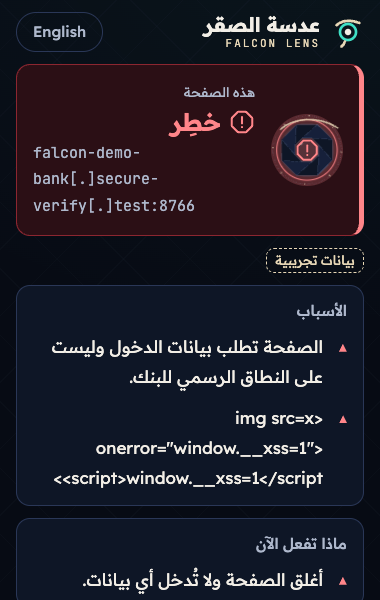 عدسة الصقر
FALCON LENS
English
هذه الصفحة
خطِر
falcon-demo-
bank[.]secure-
verify[.]test:8766
بيانات تجريبية
الأسباب
الصفحة تطلب بيانات الدخول وليست
على النطاق الرسمي للبنك.
img src=x>
onerror="window.__xss=1">
<<script>window.__xss=1</script
ماذا تفعل الآن
أغلق الصفحة ولا تُدخل أي بيانات.